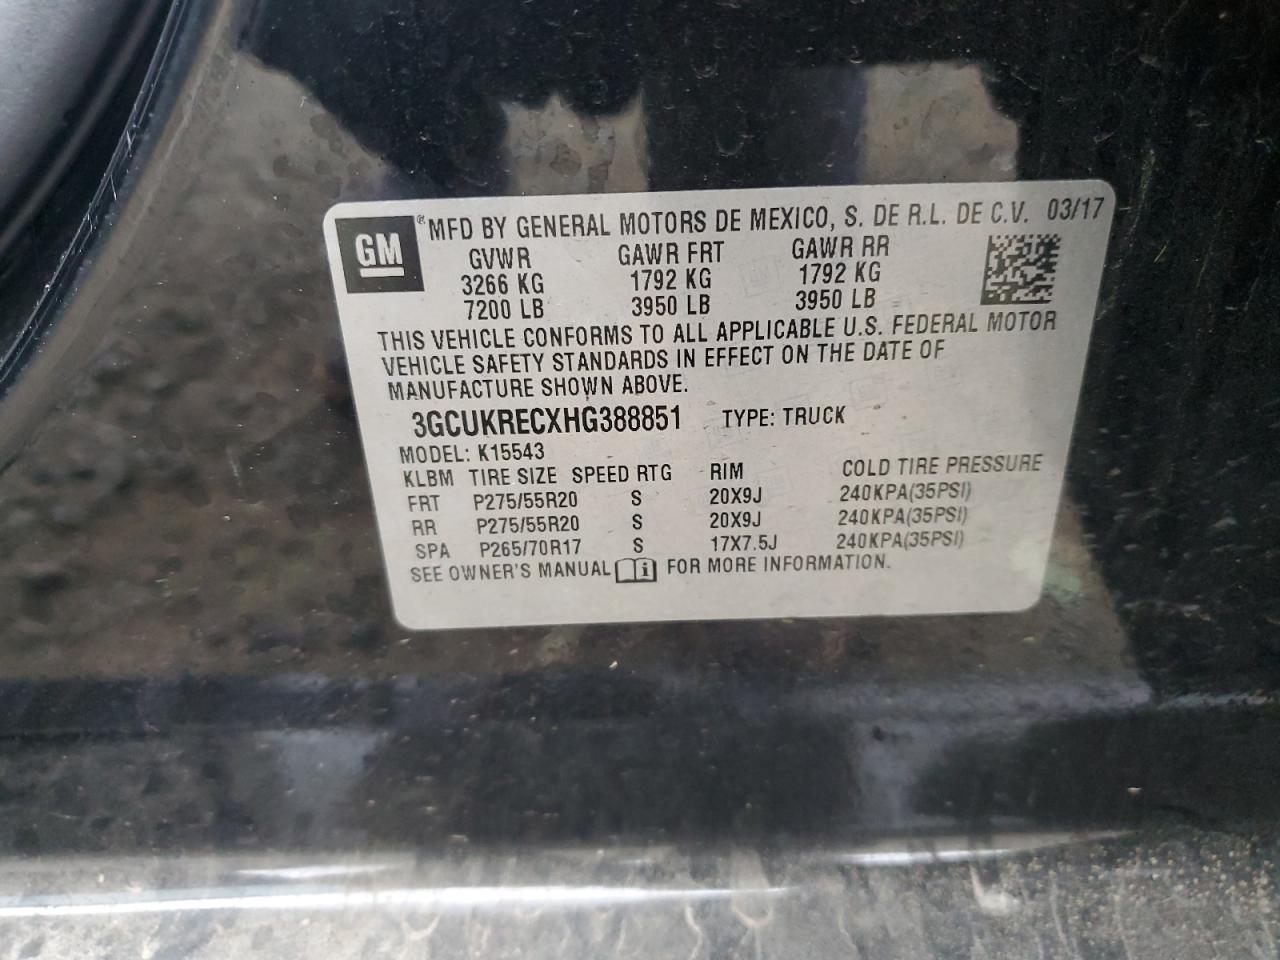 GM ® MFD BY GENERAL MOTORS DE MEXICO, S. DE R.L. DE C.V. 03/17
GVWR GAWR FRT GAWR RR
3266 KG 1792 KG 1792 KG
7200 LB 3950 LB 3950 LB
THIS VEHICLE CONFORMS TO ALL APPLICABLE U.S. FEDERAL MOTOR
VEHICLE SAFETY STANDARDS IN EFFECT ON THE DATE OF
MANUFACTURE SHOWN ABOVE.
3GCUKRECXHG388851 TYPE: TRUCK
MODEL: K15543
KLBM TIRE SIZE SPEED RTG RIM COLD TIRE PRESSURE
FRT P275/55R20 S 20X9J 240KPA(35PSI)
RR P275/55R20 S 20X9J 240KPA(35PSI)
SPA P265/70R17 S 17X7.5J 240KPA(35PSI)
SEE OWNER'S MANUAL FOR MORE INFORMATION.